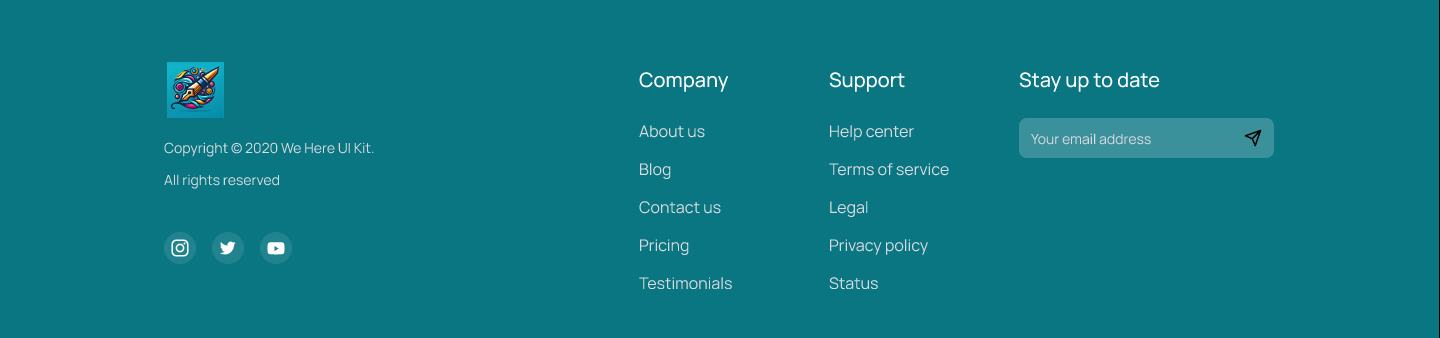 Copyright © 2020 We Here UI Kit.
All rights reserved
Company
About us
Blog
Contact us
Pricing
Testimonials
Support
Help center
Terms of service
Legal
Privacy policy
Status
Stay up to date
Your email address